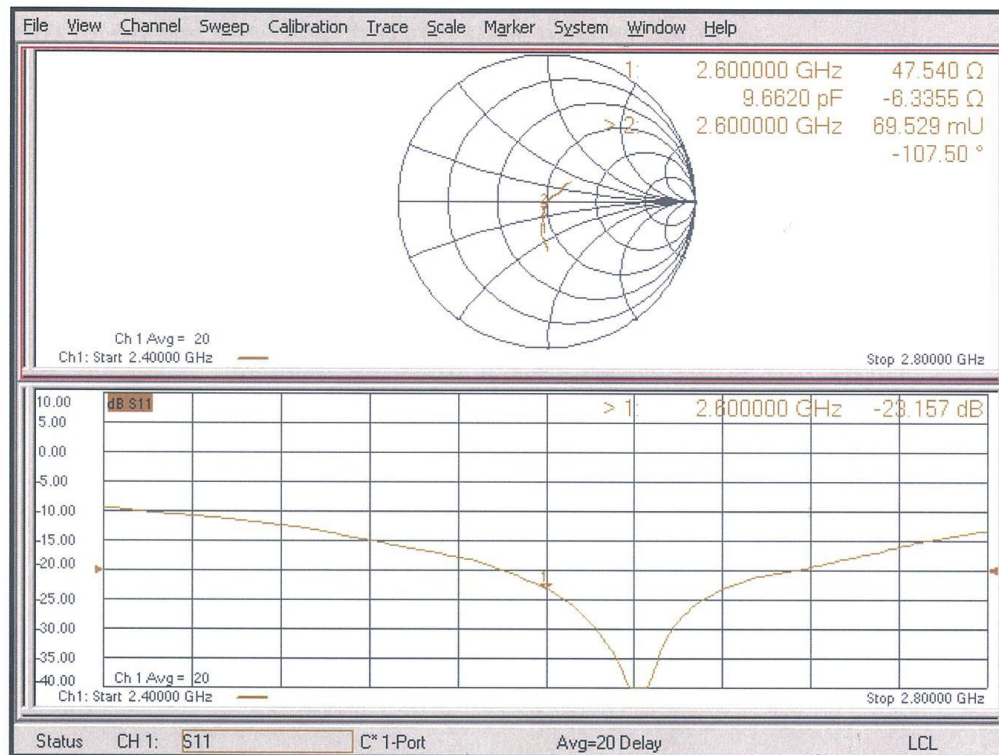 File View Channel Sweep Calibration Trace Scale Marker System Window Help
1: 2.600000 GHz 47.540 Ω
9.6620 pF -6.3355 Ω
> 2: 2.600000 GHz 69.529 mU
-107.50 °
Ch 1 Avg = 20
Ch1: Start 2.40000 GHz
Stop 2.80000 GHz
10.00 dB S11
> 1: 2.600000 GHz -23.157 dB
5.00
0.00
-5.00
-10.00
-15.00
-20.00
1
-25.00
-30.00
-35.00
-40.00
Ch 1 Avg = 20
Ch1: Start 2.40000 GHz
Stop 2.80000 GHz
Status CH 1: S11 C* 1-Port Avg=20 Delay LCL